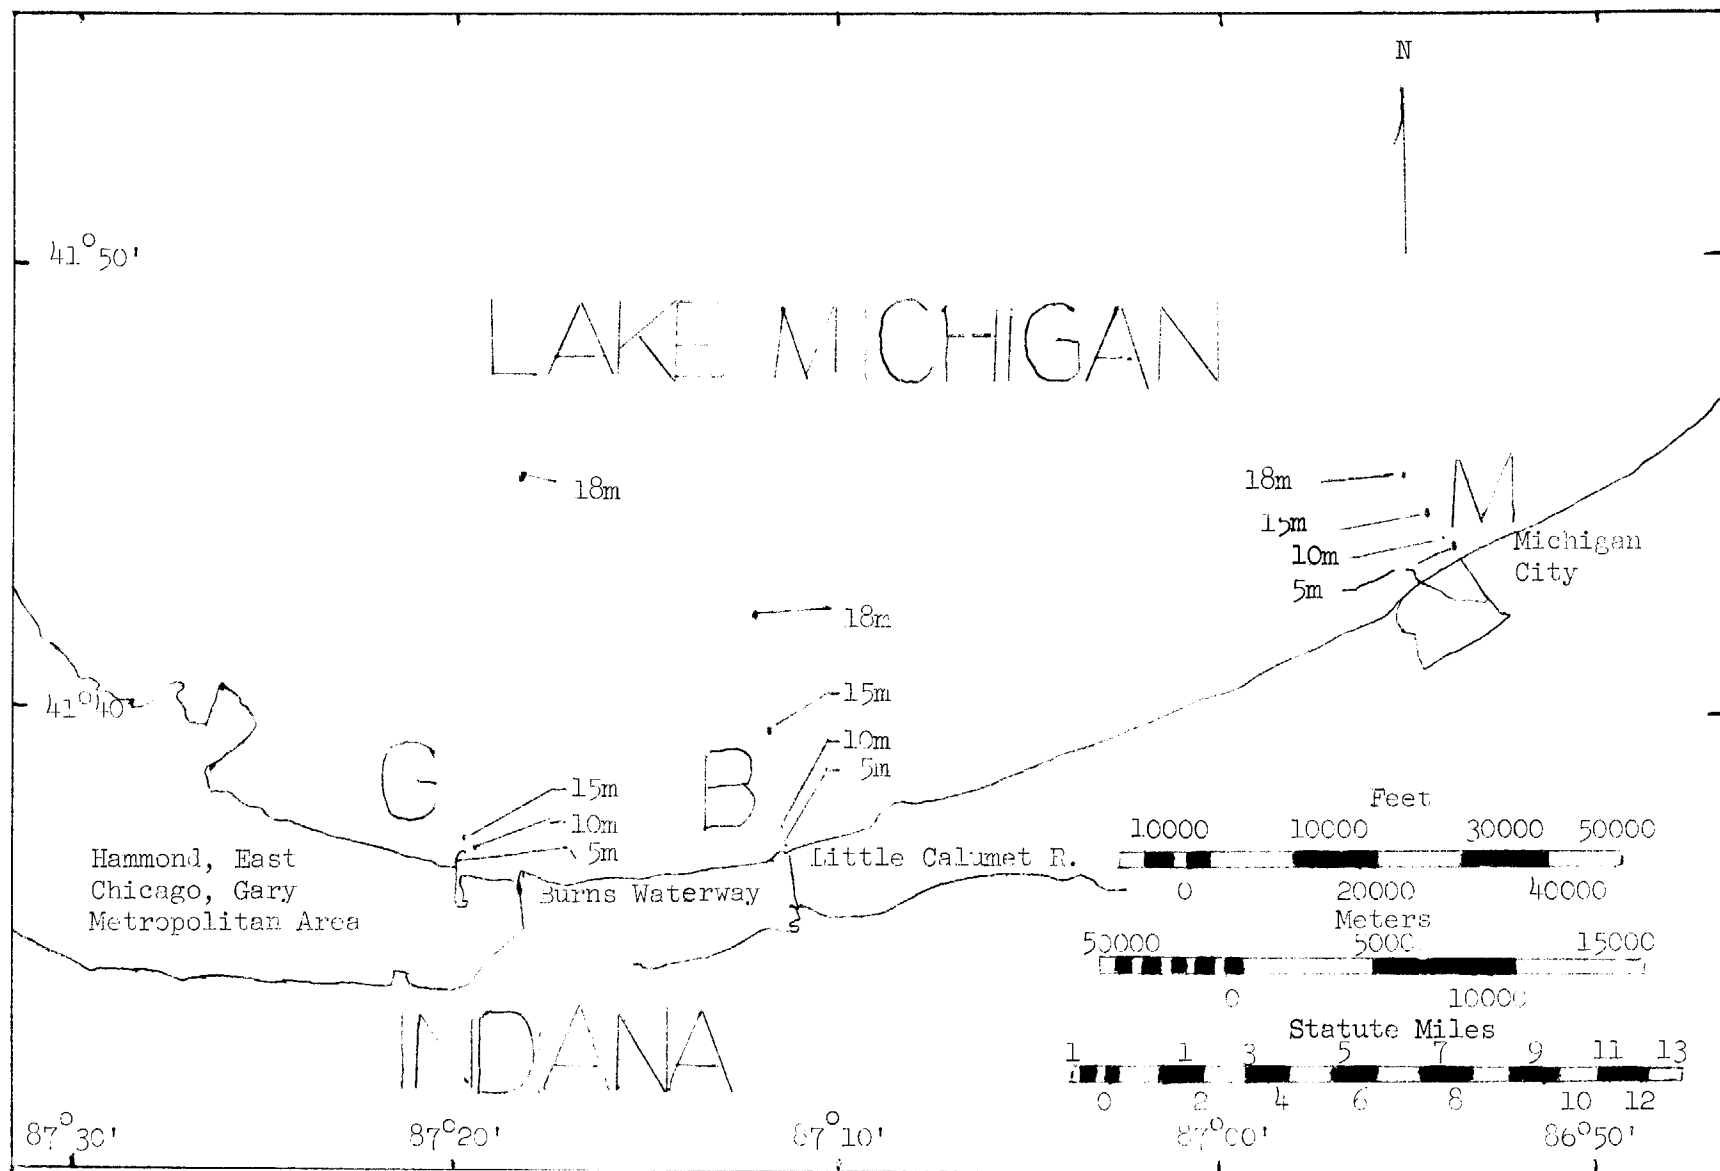 N
41°50'
LAKE MICHIGAN
18m
18m
M
15m
10m
Michigan
City
5m
18m
41°40'
15m
10m
5m
G
B
15m
10m
5m
Hammond, East
Chicago, Gary
Metropolitan Area
Burns Waterway
Little Calumet R.
Feet
10000 10000 30000 50000
0 20000 40000
Meters
50000 5000 15000
0 10000
Statute Miles
1 1 3 5 7 9 11 13
0 2 4 6 8 10 12
INDANA
87°30' 87°20' 87°10' 87°00' 86°50'